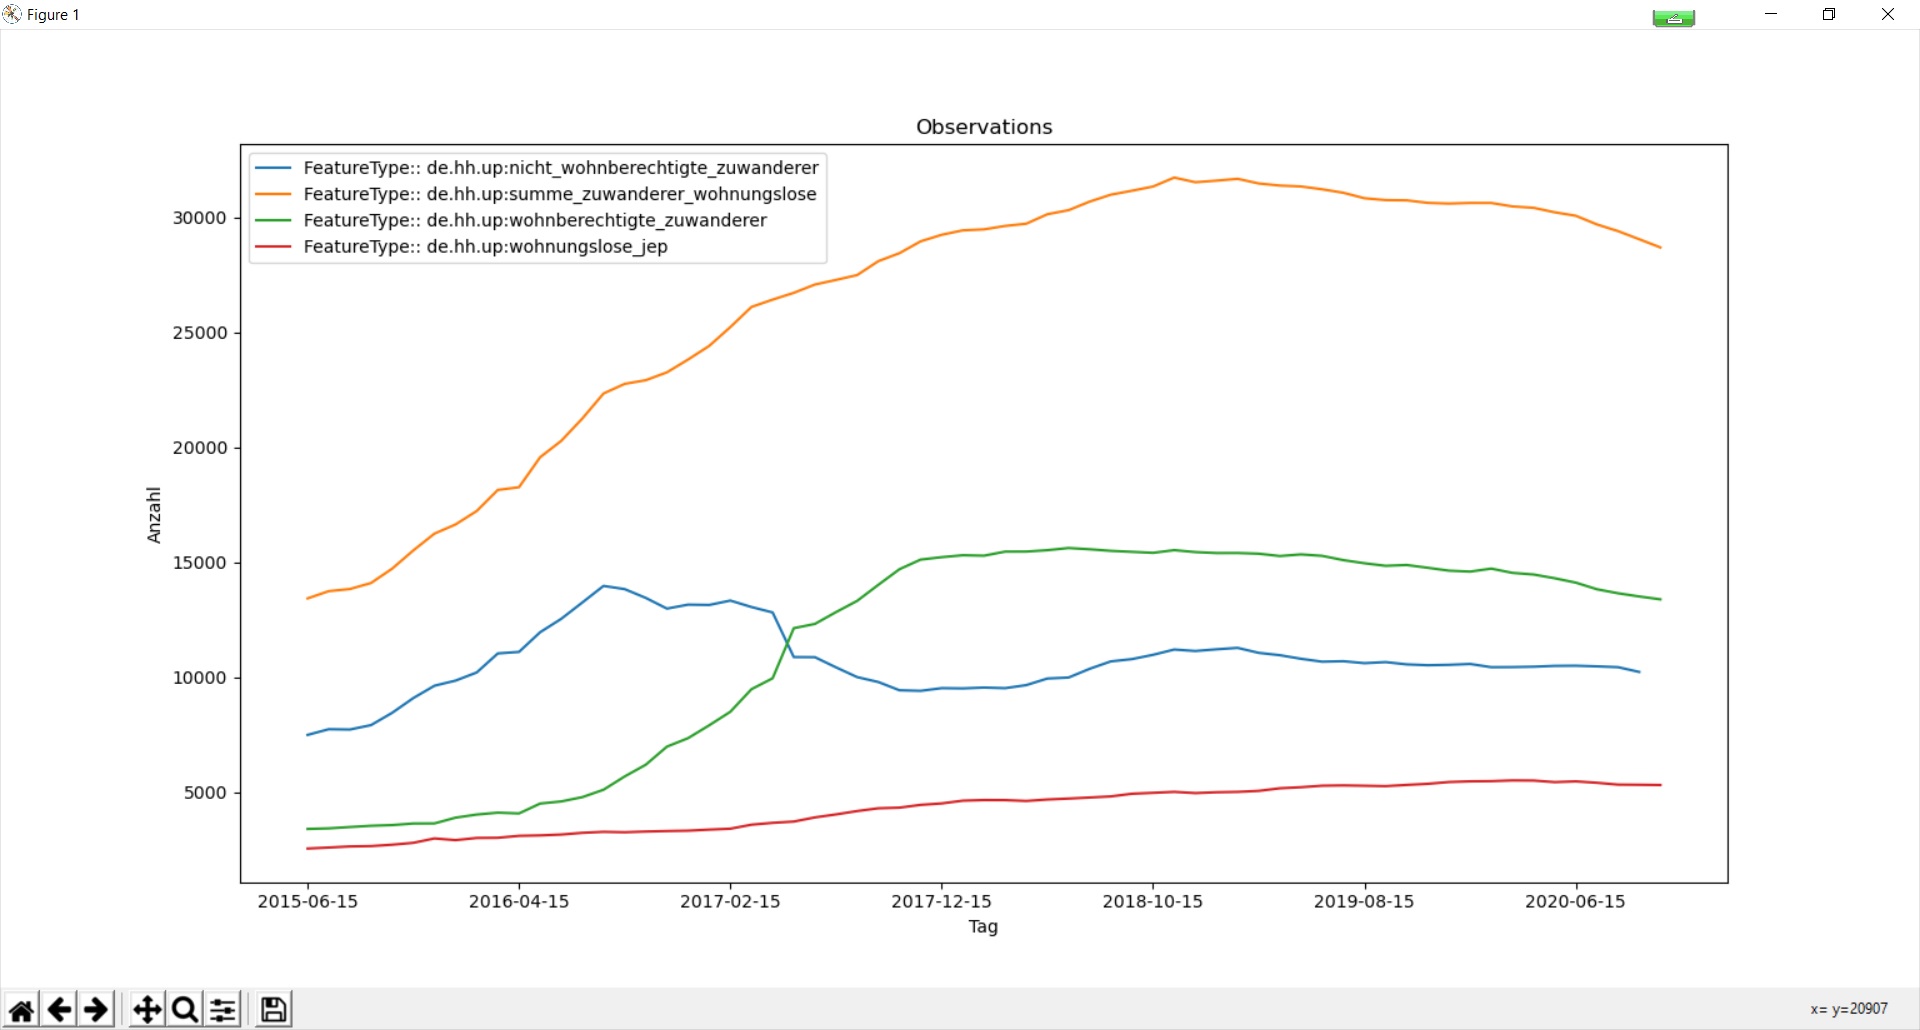 Figure 1
Observations
FeatureType:: de.hh.up:nicht_wohnberechtigte_zuwanderer
FeatureType:: de.hh.up:summe_zuwanderer_wohnungslose
FeatureType:: de.hh.up:wohnberechtigte_zuwanderer
FeatureType:: de.hh.up:wohnungslose_jep
30000
25000
20000
15000
10000
5000
Anzahl
2015-06-15 2016-04-15 2017-02-15 2017-12-15 2018-10-15 2019-08-15 2020-06-15
Tag
x= y=20907